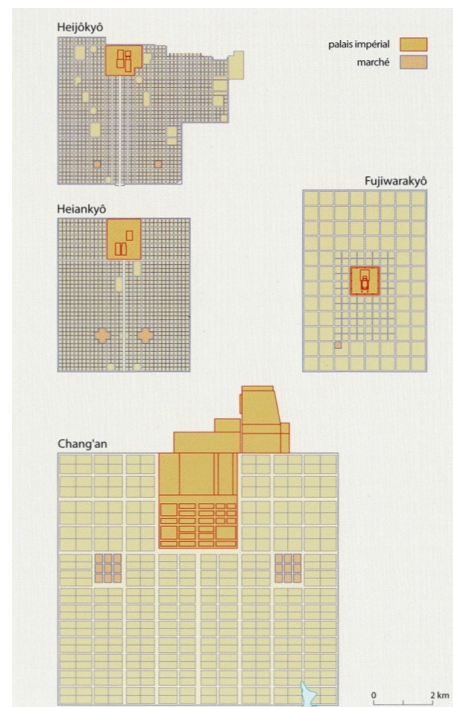 Heijôkyô
palais impérial
marché
Fujiwarakyô
Heiankyô
Chang'an
0 2 km